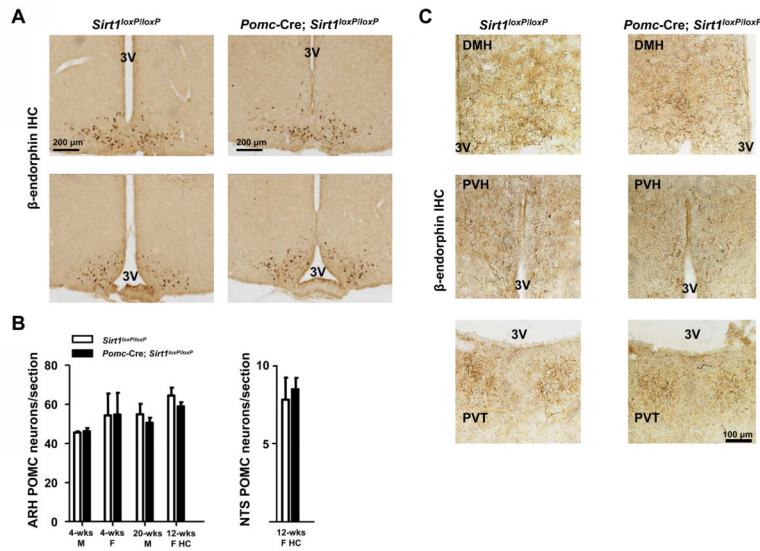 A
Sirt1loxP/loxP
Pomc-Cre; Sirt1loxP/loxP
β-endorphin IHC
3V
200 μm
3V
200 μm
3V
3V
B
Sirt1loxP/loxP
Pomc-Cre; Sirt1loxP/loxP
ARH POMC neurons/section
80
60
40
20
0
4-wks M
4-wks F
20-wks M
12-wks F HC
NTS POMC neurons/section
10
5
12-wks F HC
C
Sirt1loxP/loxP
Pomc-Cre; Sirt1loxP/loxP
β-endorphin IHC
DMH
3V
DMH
3V
PVH
3V
PVH
3V
3V
PVT
3V
PVT
100 μm